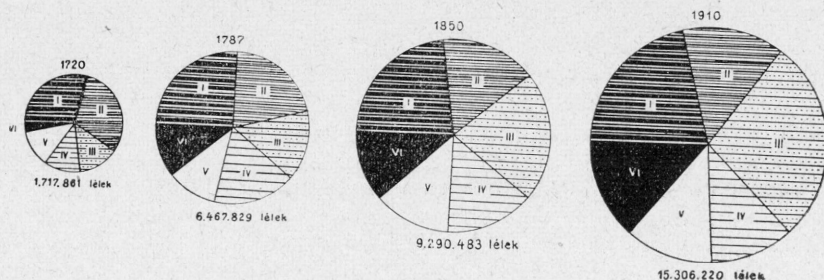 1720
I
II
III
IV
V
VI
1.717.861 lélek
1787
I
II
III
IV
V
VI
6.467.829 lélek
1850
I
II
III
IV
V
VI
9.290.483 lélek
1910
I
II
III
IV
V
VI
15.306.220 lélek